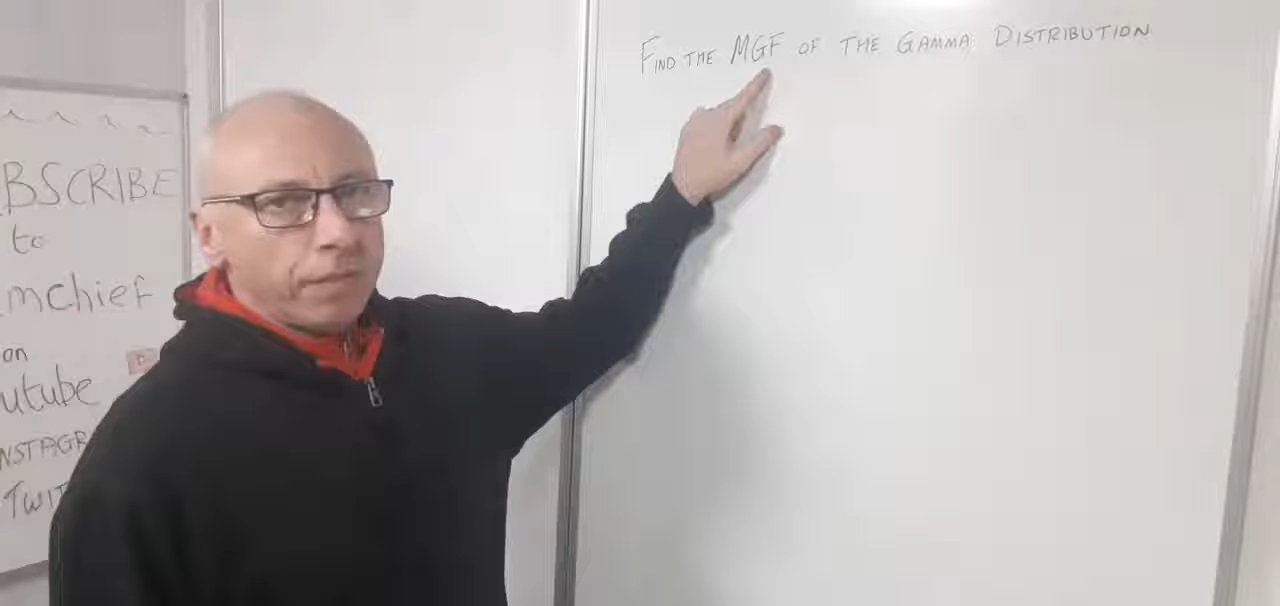 FIND THE MGF OF THE GAMMA DISTRIBUTION
BSCRIBE
to
mchief
on
utube
NSTAGR
TWIT